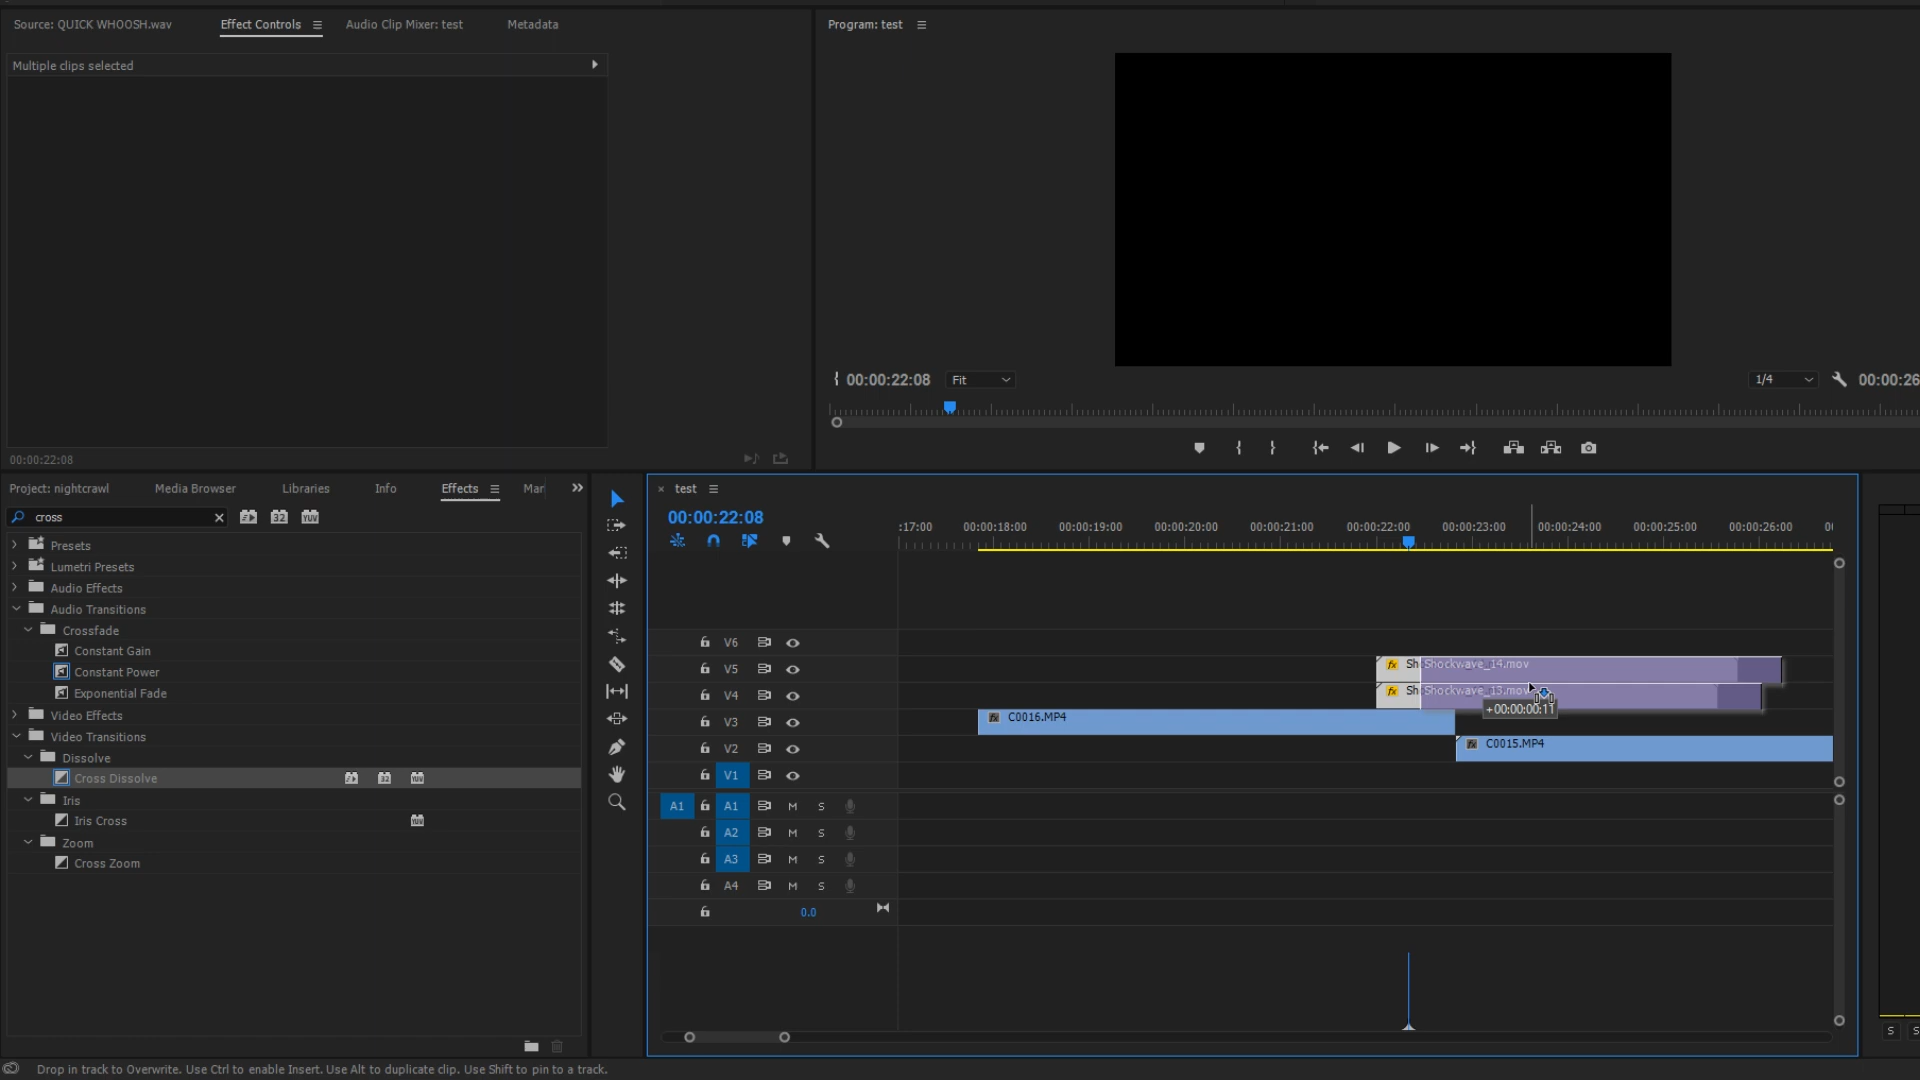 Source: QUICK WHOOSH.wav
Effect Controls
Audio Clip Mixer: test
Metadata
Program: test
Multiple clips selected
00:00:22:08
Fit
1/4
00:00:26
00:00:22:08
Project: nightcrawl
Media Browser
Libraries
Info
Effects
Mar
cross
32
YUV
Presets
Lumetri Presets
Audio Effects
Audio Transitions
Crossfade
Constant Gain
Constant Power
Exponential Fade
Video Effects
Video Transitions
Dissolve
Cross Dissolve
Iris
Iris Cross
Zoom
Cross Zoom
test
00:00:22:08
:17:00
00:00:18:00
00:00:19:00
00:00:20:00
00:00:21:00
00:00:22:00
00:00:23:00
00:00:24:00
00:00:25:00
00:00:26:00
V6
V5
fx Sh Shockwave_14.mov
V4
fx Sh Shockwave_13.mov
+00:00:00:11
V3
fx C0016.MP4
V2
fx C0015.MP4
V1
A1 A1 M S
A2 M S
A3 M S
A4 M S
0.0
S S
Drop in track to Overwrite. Use Ctrl to enable Insert. Use Alt to duplicate clip. Use Shift to pin to a track.